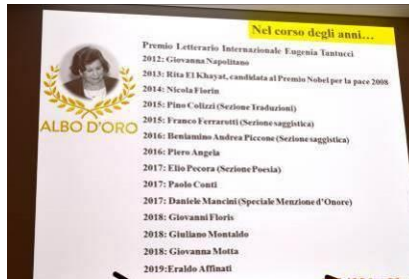 Nel corso degli anni...
Premio Letterario Internazionale Eugenia Tantucci
2012: Giovanna Napolitano
2013: Rita El Khayat, candidata al Premio Nobel per la pace 2008
2014: Nicola Fiorin
2015: Pino Colizzi (Sezione Traduzioni)
2015: Franco Ferrarotti (Sezione saggistica)
2016: Beniamino Andrea Piccone (Sezione saggistica)
2016: Piero Angela
2017: Elio Pecora (Sezione Poesia)
2017: Paolo Conti
2017: Daniele Mancini (Speciale Menzione d'Onore)
2018: Giovanni Floris
2018: Giuliano Montaldo
2018: Giovanna Motta
2019:Eraldo Affinati
ALBO D'ORO